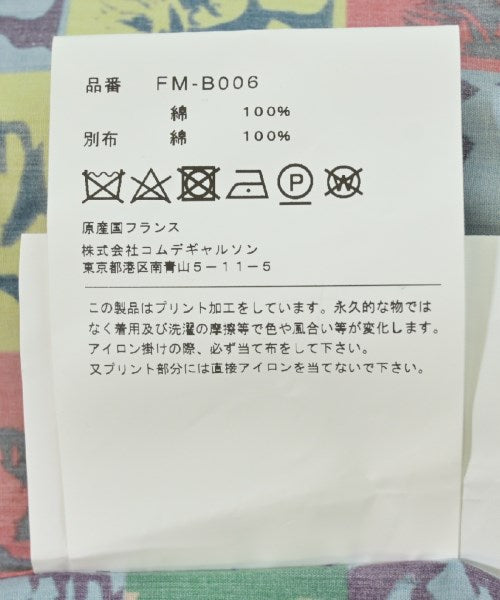 品番 FM-B006
綿 100%
別布 綿 100%
P W
原産国フランス
株式会社コムデギャルソン
東京都港区南青山5-11-5
この製品はプリント加工をしています。永久的な物では
なく着用及び洗濯の摩擦等で色や風合い等が変化します。
アイロン掛けの際、必ず当て布をして下さい。
又プリント部分には直接アイロンを当てないで下さい。